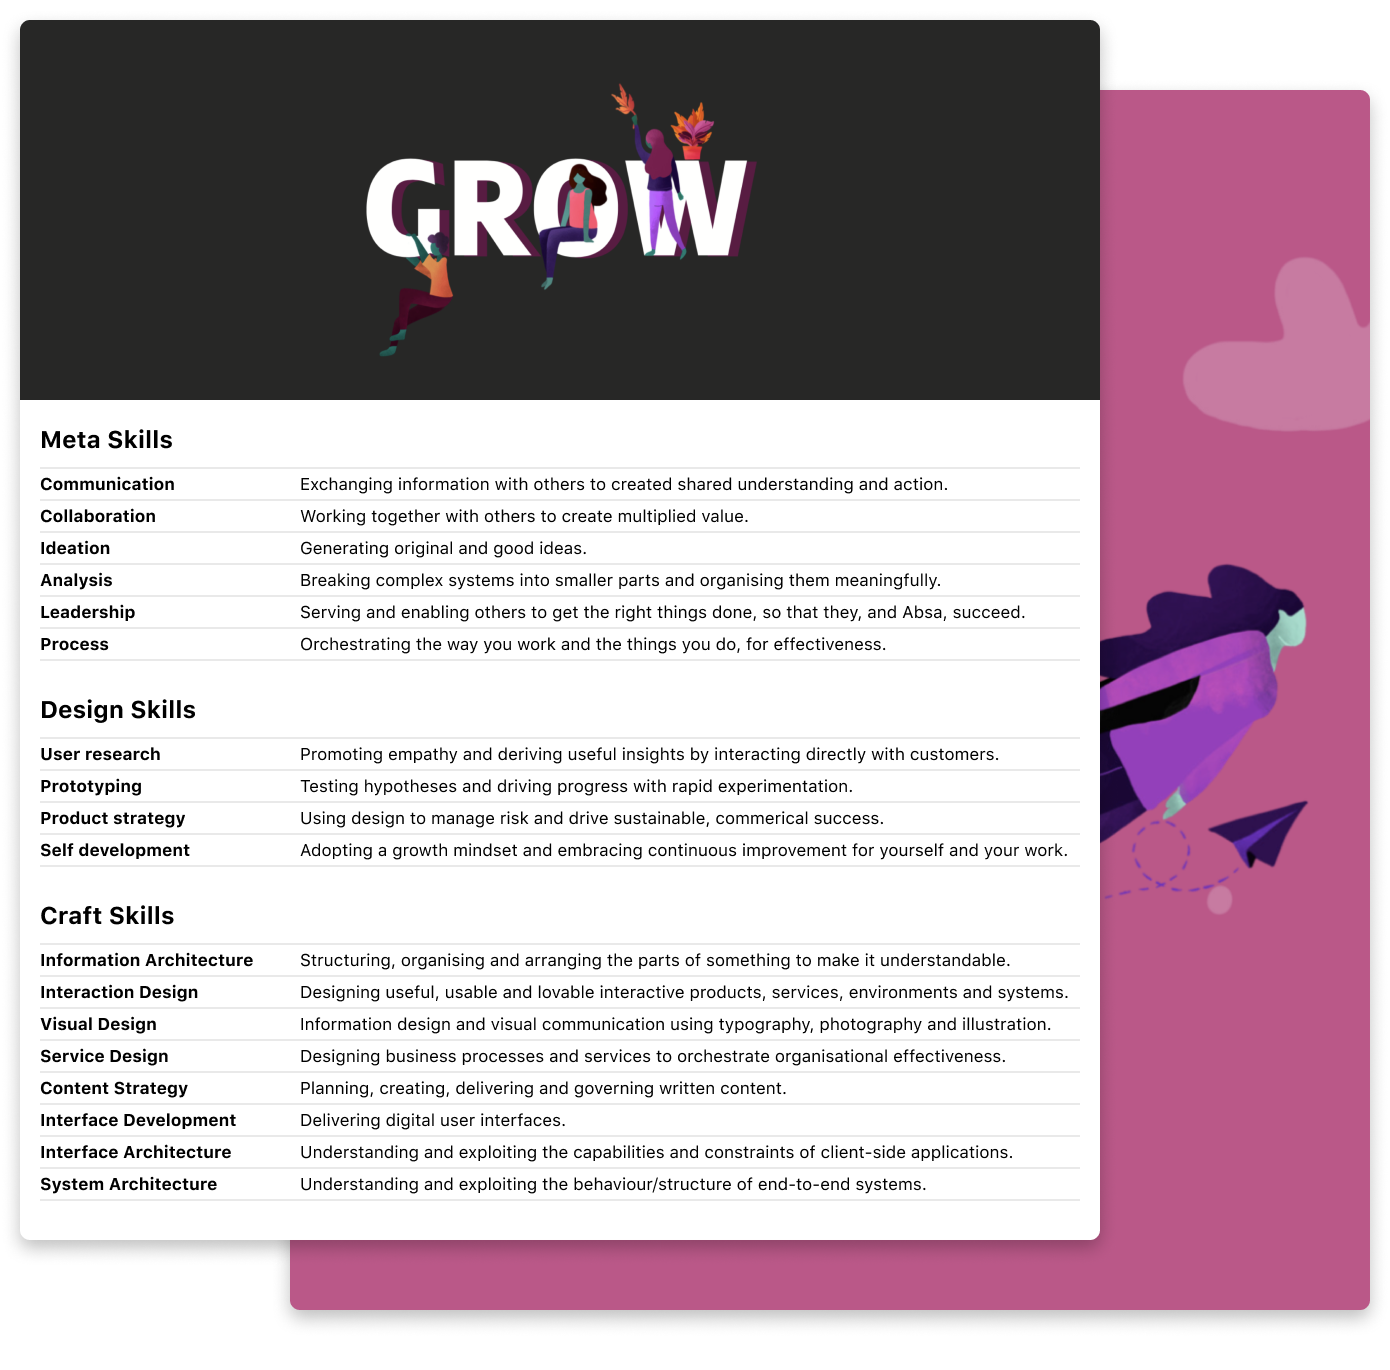 GROW
Meta Skills
Communication Exchanging information with others to created shared understanding and action.
Collaboration Working together with others to create multiplied value.
Ideation Generating original and good ideas.
Analysis Breaking complex systems into smaller parts and organising them meaningfully.
Leadership Serving and enabling others to get the right things done, so that they, and Absa, succeed.
Process Orchestrating the way you work and the things you do, for effectiveness.
Design Skills
User research Promoting empathy and deriving useful insights by interacting directly with customers.
Prototyping Testing hypotheses and driving progress with rapid experimentation.
Product strategy Using design to manage risk and drive sustainable, commerical success.
Self development Adopting a growth mindset and embracing continuous improvement for yourself and your work.
Craft Skills
Information Architecture Structuring, organising and arranging the parts of something to make it understandable.
Interaction Design Designing useful, usable and lovable interactive products, services, environments and systems.
Visual Design Information design and visual communication using typography, photography and illustration.
Service Design Designing business processes and services to orchestrate organisational effectiveness.
Content Strategy Planning, creating, delivering and governing written content.
Interface Development Delivering digital user interfaces.
Interface Architecture Understanding and exploiting the capabilities and constraints of client-side applications.
System Architecture Understanding and exploiting the behaviour/structure of end-to-end systems.